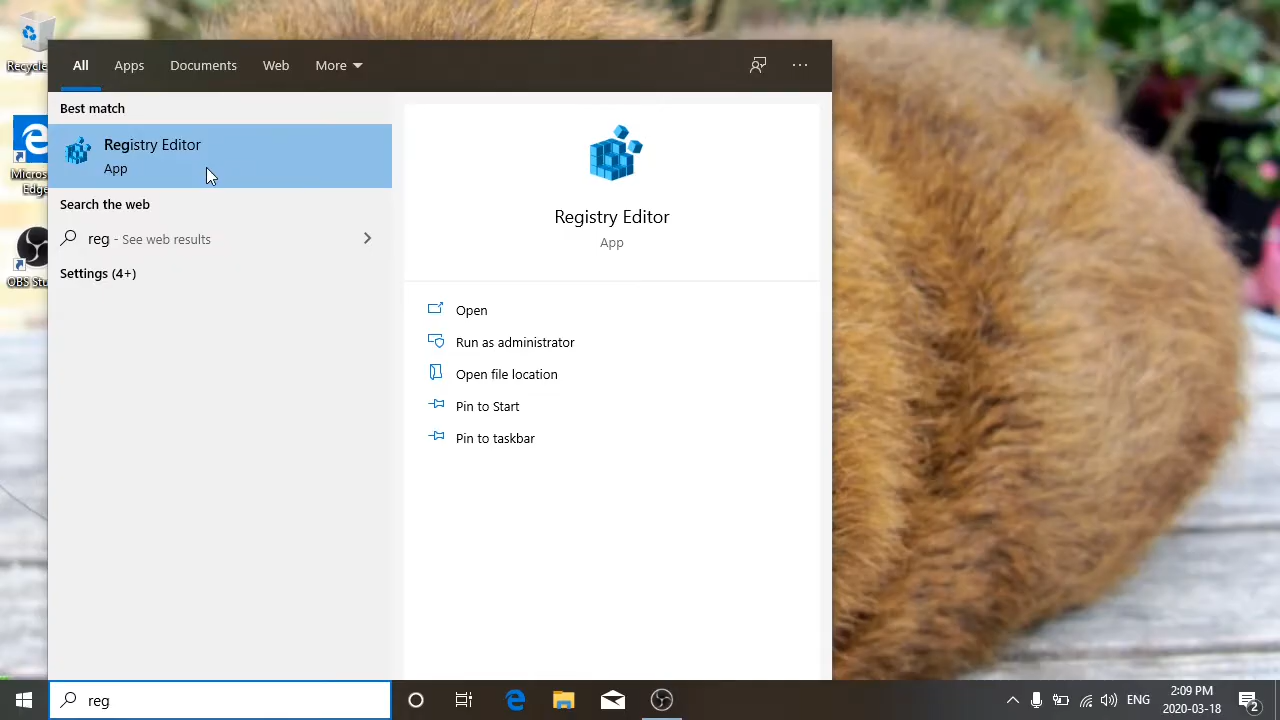 Recycle
Micros
Edge
OBS Stu
All Apps Documents Web More
Best match
Registry Editor
App
Search the web
reg - See web results
Settings (4+)
Registry Editor
App
Open
Run as administrator
Open file location
Pin to Start
Pin to taskbar
reg
ENG
2:09 PM
2020-03-18
2